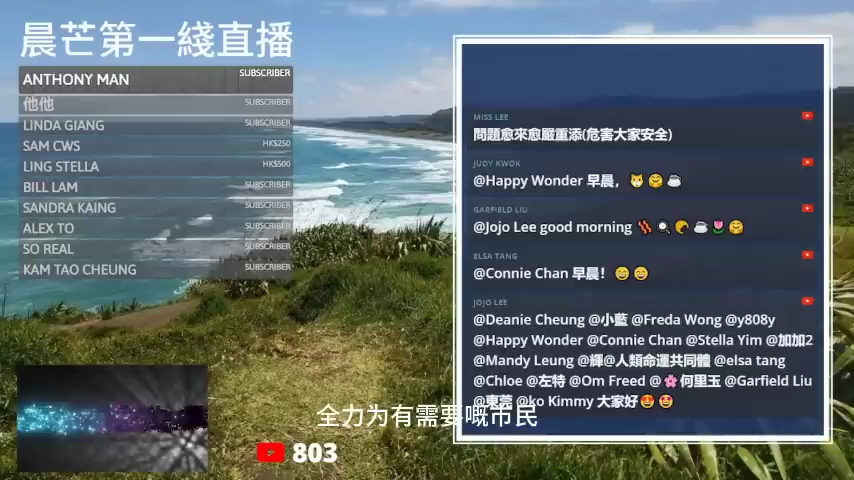 晨芒第一綫直播
ANTHONY MAN SUBSCRIBER
他他 SUBSCRIBER
LINDA GIANG SUBSCRIBER
SAM CWS HK$250
LING STELLA HK$500
BILL LAM SUBSCRIBER
SANDRA KAING SUBSCRIBER
ALEX TO SUBSCRIBER
SO REAL SUBSCRIBER
KAM TAO CHEUNG SUBSCRIBER
MISS LEE
問題愈來愈嚴重添(危害大家安全)
JUDY KWOK
@Happy Wonder 早晨，🐱🤗☕
GARFIELD LIU
@Jojo Lee good morning 🥓🍳🥐☕🌷🤗
ELSA TANG
@Connie Chan 早晨！😄😄
JOJO LEE
@Deanie Cheung @小藍 @Freda Wong @y808y
@Happy Wonder @Connie Chan @Stella Yim @加加2
@Mandy Leung @輝@人類命運共同體 @elsa tang
@Chloe @左特 @Om Freed @🌸何里玉 @Garfield Liu
@東莞 @ko Kimmy 大家好😍🤩
全力为有需要嘅市民
803